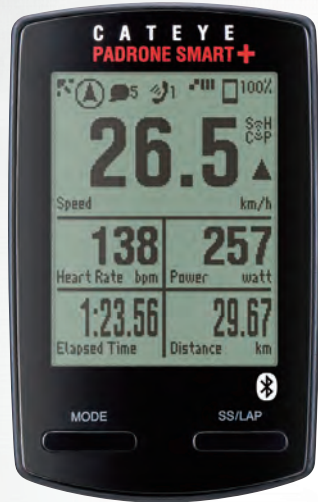 CATEYE
PADRONE SMART+
5 1 100%
26.5
S H
C P
Speed km/h
138 257
Heart Rate bpm Power watt
1:23.56 29.67
Elapsed Time Distance km
MODE SS/LAP